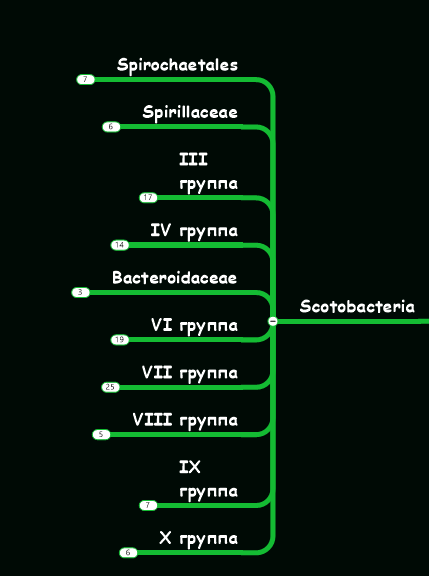 Spirochaetales
7
Spirillaceae
6
III
группа
17
IV группа
14
Bacteroidaceae
3
Scotobacteria
VI группа
19
VII группа
25
VIII группа
5
IX
группа
7
X группа
6